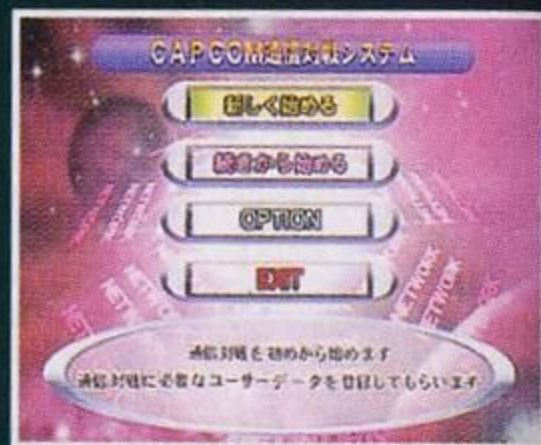 CAPCOM通信対戦システム
新しく始める
続きから始める
OPTION
EXIT
NETWORK
NETWORK
通信対戦を初めから始めます
通信対戦に必要なユーザーデータを登録してもらいます